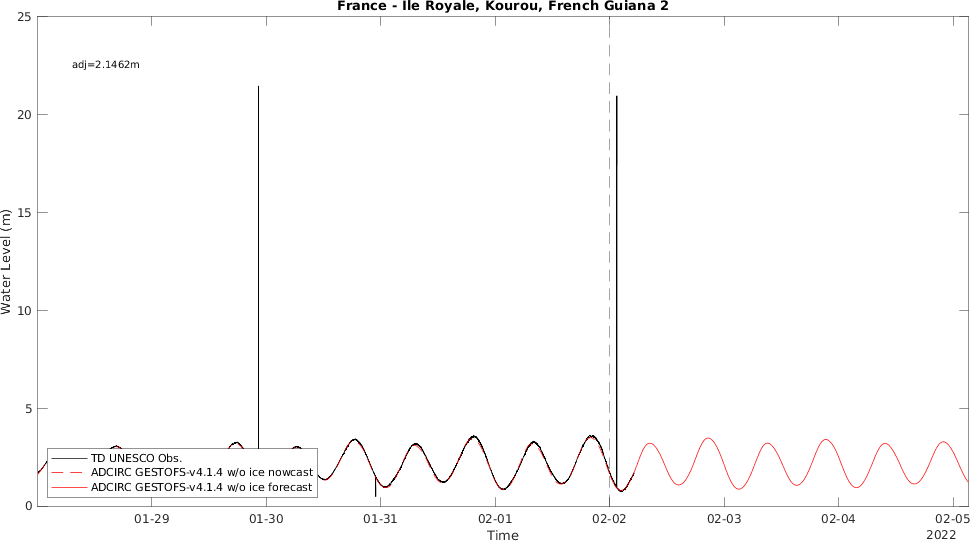 France - Ile Royale, Kourou, French Guiana 2
25
20
15
10
5
0
Water Level (m)
adj=2.1462m
TD UNESCO Obs.
ADCIRC GESTOFS-v4.1.4 w/o ice nowcast
ADCIRC GESTOFS-v4.1.4 w/o ice forecast
01-29 01-30 01-31 02-01 02-02 02-03 02-04 02-05
Time
2022